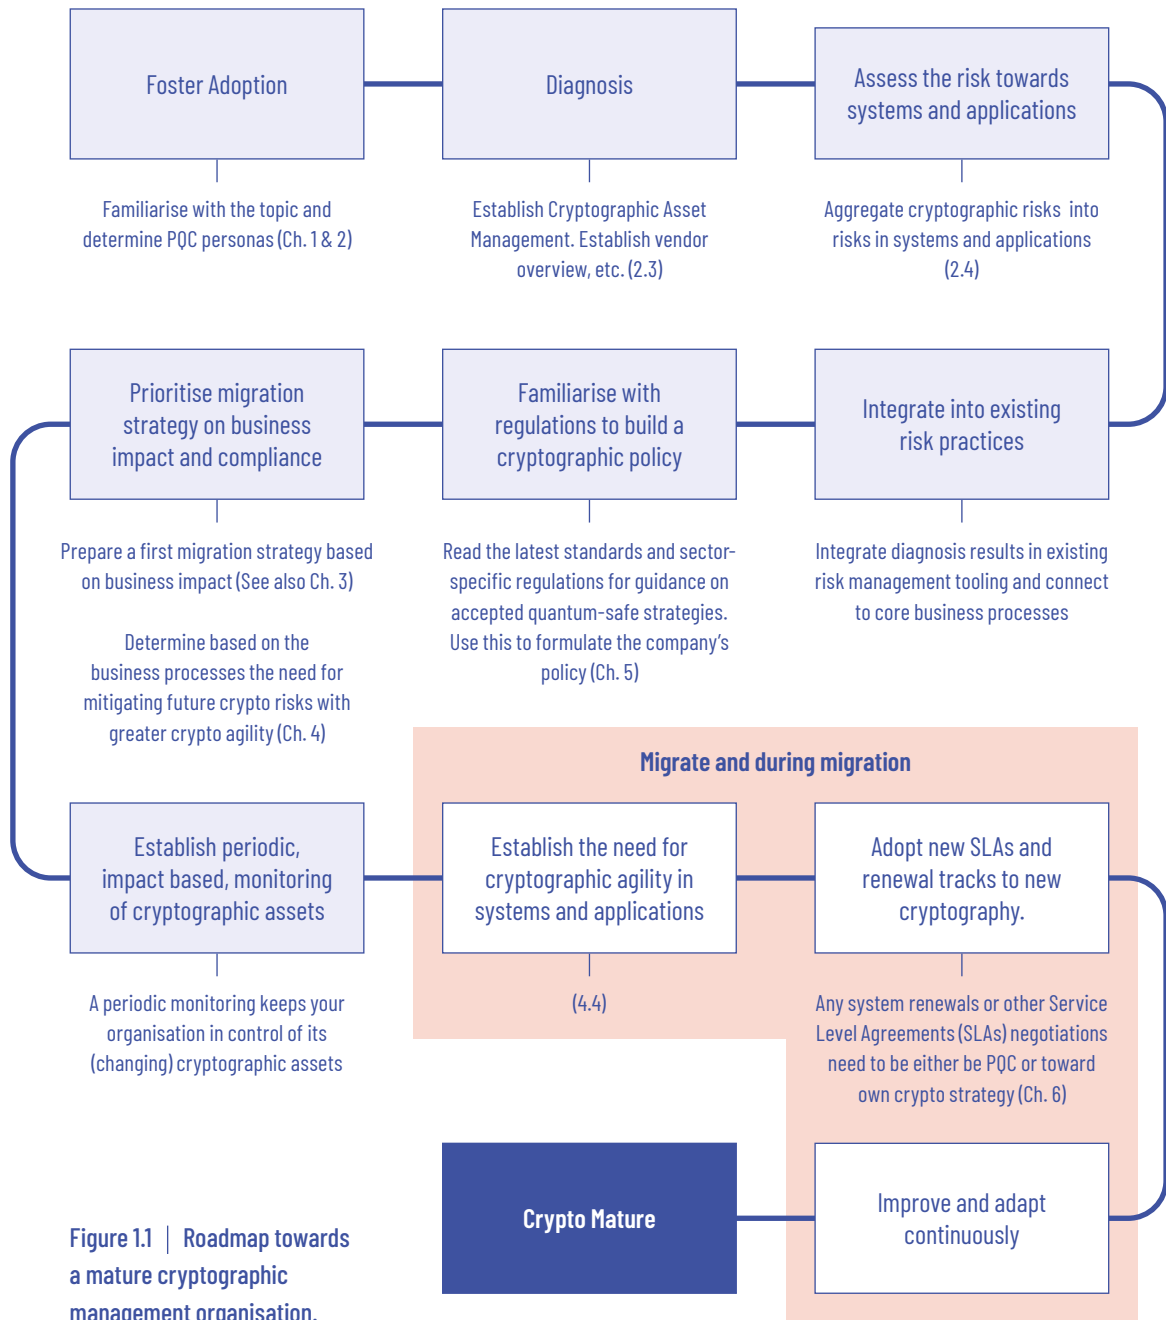 Foster Adoption
Familiarise with the topic and
determine PQC personas (Ch. 1 & 2)
Diagnosis
Establish Cryptographic Asset
Management. Establish vendor
overview, etc. (2.3)
Assess the risk towards
systems and applications
Aggregate cryptographic risks into
risks in systems and applications
(2.4)
Integrate into existing
risk practices
Integrate diagnosis results in existing
risk management tooling and connect
to core business processes
Familiarise with
regulations to build a
cryptographic policy
Read the latest standards and sector-
specific regulations for guidance on
accepted quantum-safe strategies.
Use this to formulate the company’s
policy (Ch. 5)
Prioritise migration
strategy on business
impact and compliance
Prepare a first migration strategy based
on business impact (See also Ch. 3)
Determine based on the
business processes the need for
mitigating future crypto risks with
greater crypto agility (Ch. 4)
Establish periodic,
impact based, monitoring
of cryptographic assets
A periodic monitoring keeps your
organisation in control of its
(changing) cryptographic assets
Migrate and during migration
Establish the need for
cryptographic agility in
systems and applications
(4.4)
Adopt new SLAs and
renewal tracks to new
cryptography.
Any system renewals or other Service
Level Agreements (SLAs) negotiations
need to be either be PQC or toward
own crypto strategy (Ch. 6)
Improve and adapt
continuously
Crypto Mature
Figure 1.1 | Roadmap towards
a mature cryptographic
management organisation.